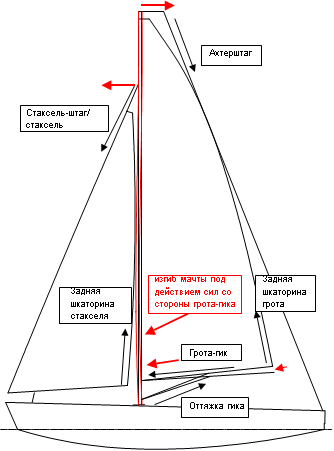 Ахтерштаг
Стаксель-штаг/
стаксель
изгиб мачты под
действием сил со
стороны грота-гика
Задняя
шкаторина
стакселя
Задняя
шкаторина
грота
Грота-гик
Оттяжка гика